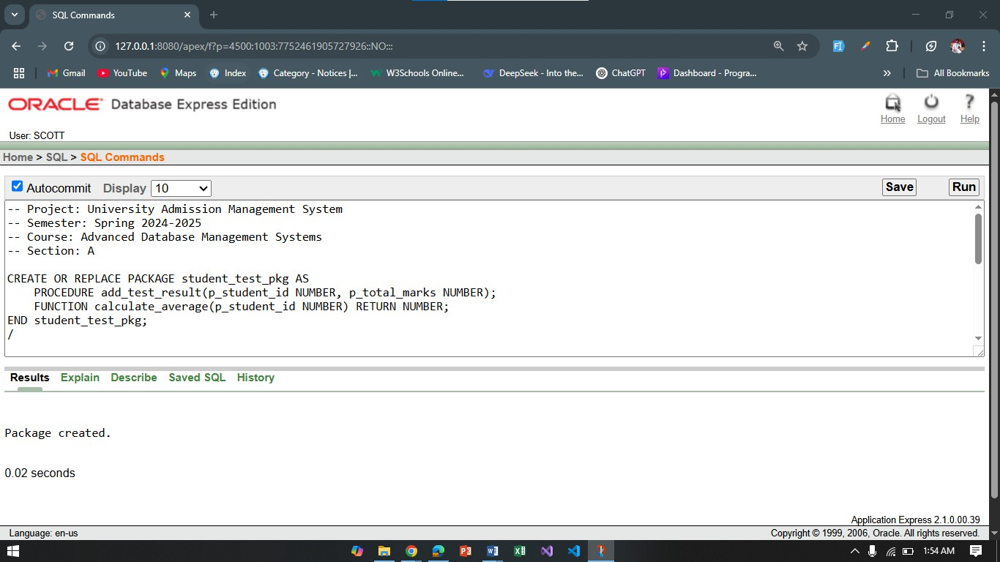 SQL Commands
127.0.0.1:8080/apex/f?p=4500:1003:7752461905727926::NO:::
Gmail YouTube Maps Index Category - Notices |... W3Schools Online... DeepSeek - Into the... ChatGPT Dashboard - Progra... » All Bookmarks
ORACLE Database Express Edition
Home Logout Help
User: SCOTT
Home > SQL > SQL Commands
Autocommit Display 10 Save Run
-- Project: University Admission Management System
-- Semester: Spring 2024-2025
-- Course: Advanced Database Management Systems
-- Section: A
CREATE OR REPLACE PACKAGE student_test_pkg AS
    PROCEDURE add_test_result(p_student_id NUMBER, p_total_marks NUMBER);
    FUNCTION calculate_average(p_student_id NUMBER) RETURN NUMBER;
END student_test_pkg;
/
Results Explain Describe Saved SQL History
Package created.
0.02 seconds
Application Express 2.1.0.00.39
Language: en-us Copyright © 1999, 2006, Oracle. All rights reserved.
1:54 AM